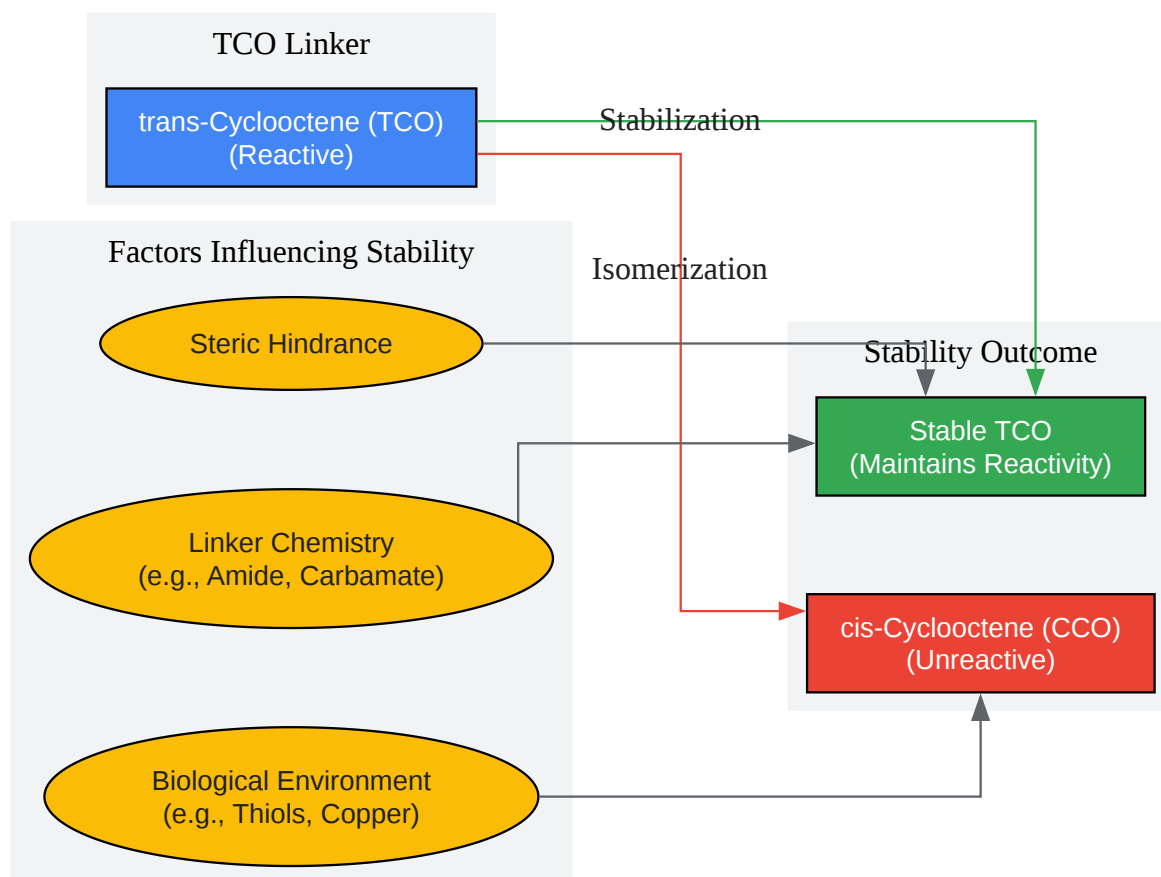 TCO Linker
trans-Cyclooctene (TCO)
(Reactive)
Stabilization
Factors Influencing Stability
Isomerization
Steric Hindrance
Stability Outcome
Stable TCO
(Maintains Reactivity)
Linker Chemistry
(e.g., Amide, Carbamate)
cis-Cyclooctene (CCO)
(Unreactive)
Biological Environment
(e.g., Thiols, Copper)